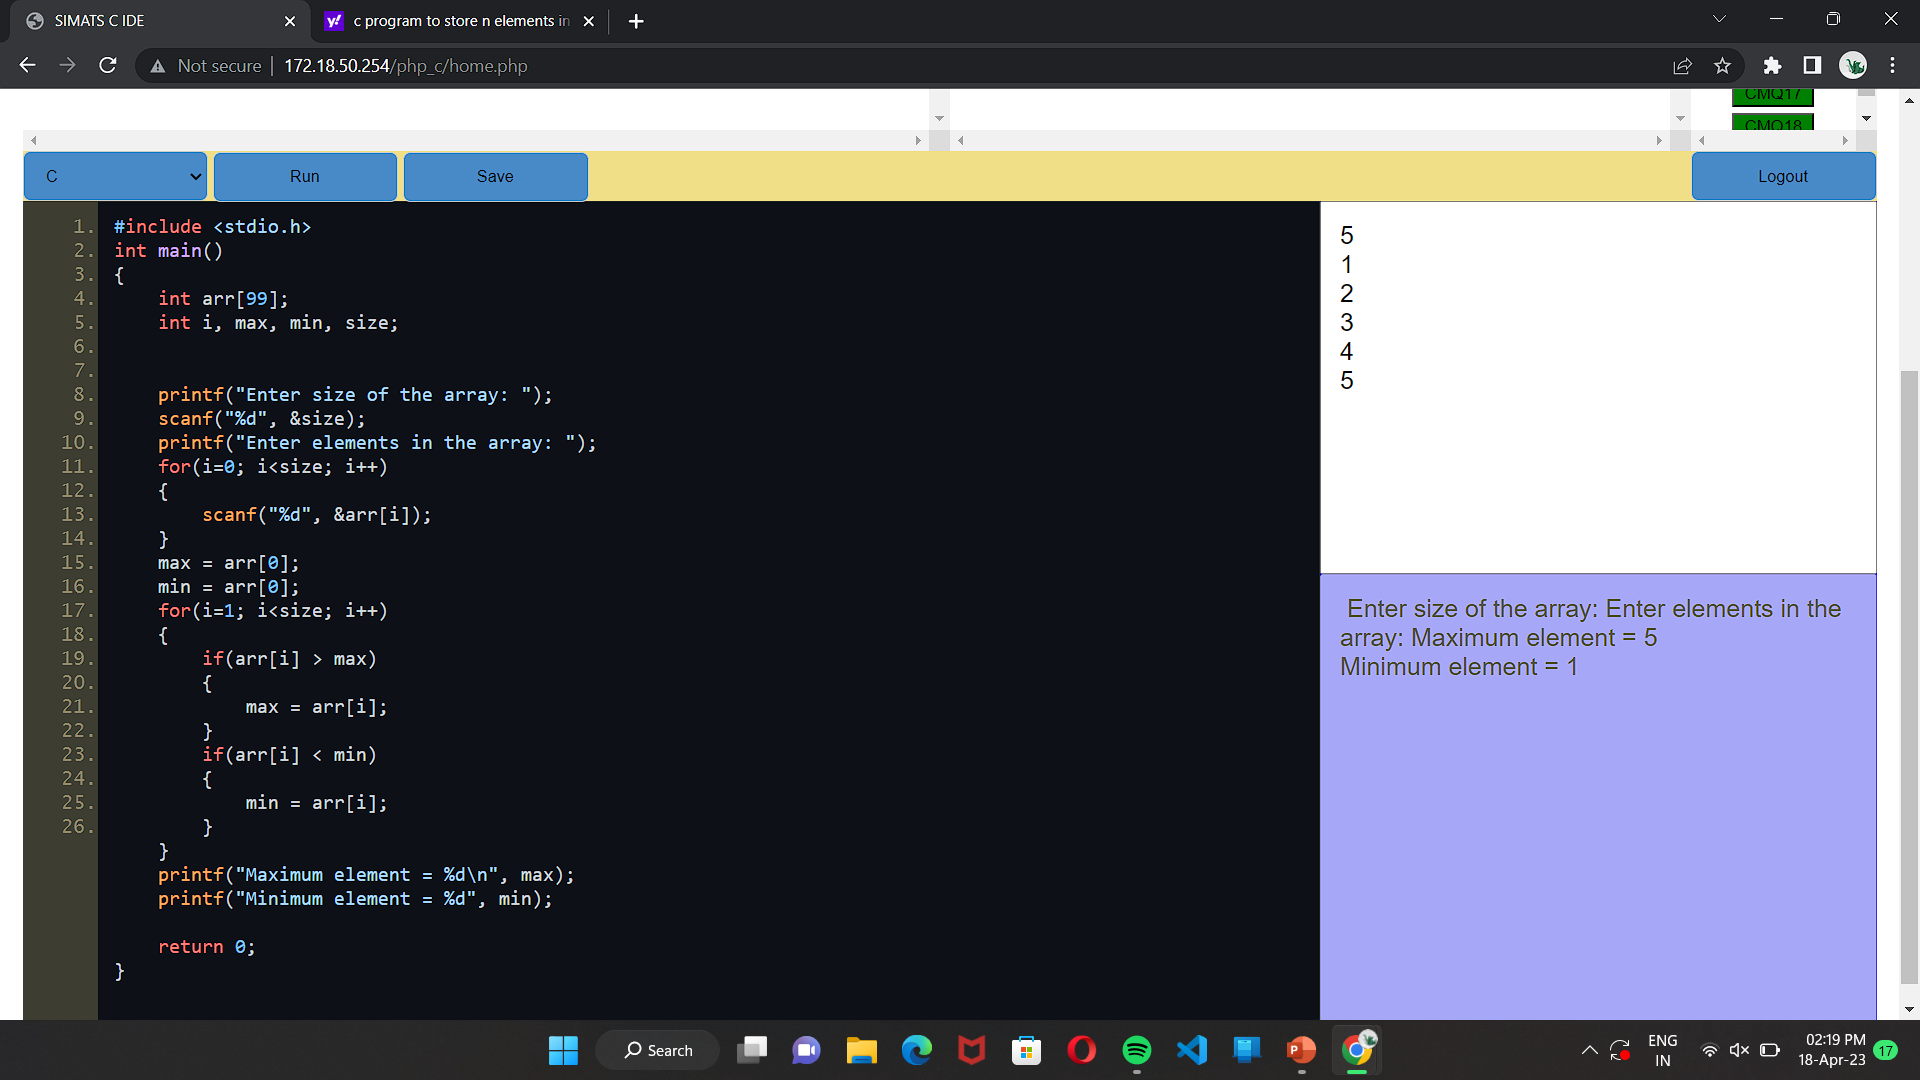 SIMATS C IDE
c program to store n elements in
Not secure
172.18.50.254/php_c/home.php
CMQ17
CMQ18
C
Run
Save
Logout
1. #include <stdio.h>
2. int main()
3. {
4. int arr[99];
5. int i, max, min, size;
6.
7.
8. printf("Enter size of the array: ");
9. scanf("%d", &size);
10. printf("Enter elements in the array: ");
11. for(i=0; i<size; i++)
12. {
13. scanf("%d", &arr[i]);
14. }
15. max = arr[0];
16. min = arr[0];
17. for(i=1; i<size; i++)
18. {
19. if(arr[i] > max)
20. {
21. max = arr[i];
22. }
23. if(arr[i] < min)
24. {
25. min = arr[i];
26. }
}
printf("Maximum element = %d\n", max);
printf("Minimum element = %d", min);
return 0;
}
5
1
2
3
4
5
Enter size of the array: Enter elements in the
array: Maximum element = 5
Minimum element = 1
Search
ENG
IN
02:19 PM
18-Apr-23
17